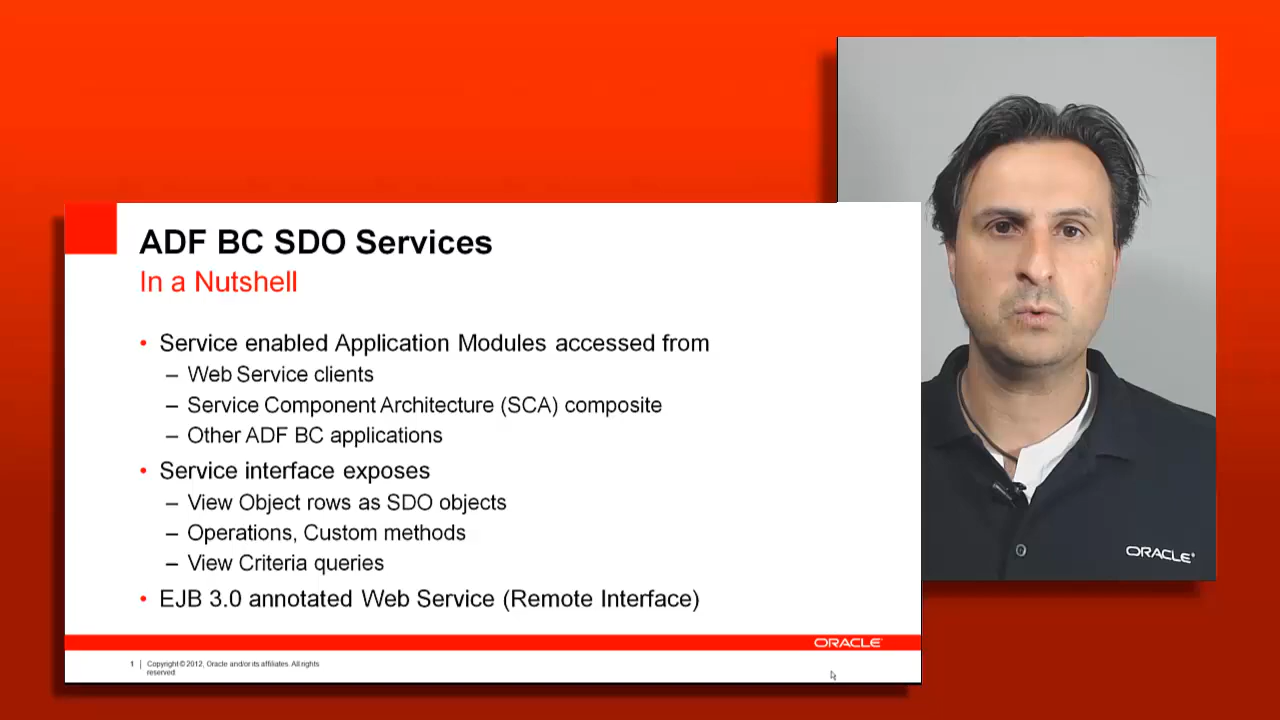 ADF BC SDO Services
In a Nutshell
• Service enabled Application Modules accessed from
– Web Service clients
– Service Component Architecture (SCA) composite
– Other ADF BC applications
• Service interface exposes
– View Object rows as SDO objects
– Operations, Custom methods
– View Criteria queries
• EJB 3.0 annotated Web Service (Remote Interface)
ORACLE
1 | Copyright © 2012, Oracle and/or its affiliates. All rights
reserved
ORACLE